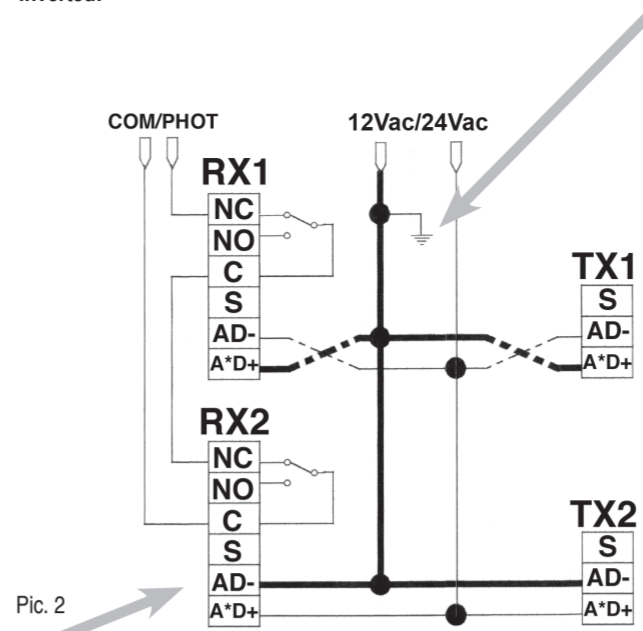 COM/PHOT
12Vac/24Vac
RX1
NC
NO
C
S
AD-
A*D+
TX1
S
AD-
A*D+
RX2
NC
NO
C
S
AD-
A*D+
TX2
S
AD-
A*D+
Pic. 2